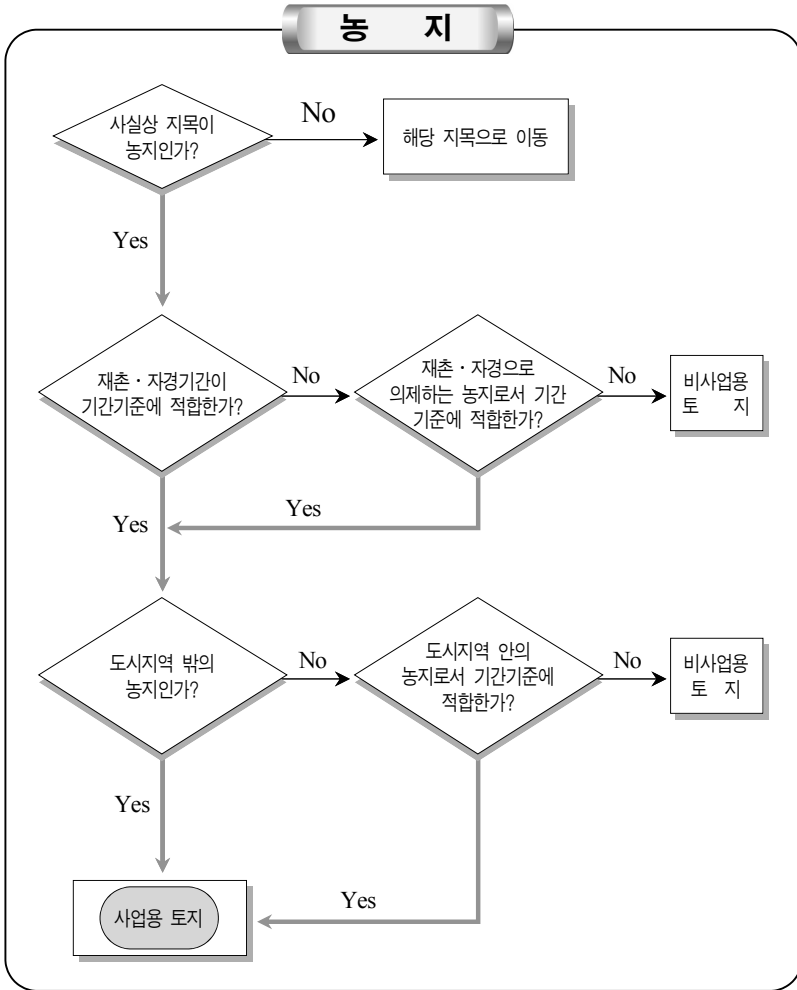 농 지
사실상 지목이
농지인가?
No
해당 지목으로 이동
Yes
재촌・자경기간이
기간기준에 적합한가?
No
재촌・자경으로
의제하는 농지로서 기간
기준에 적합한가?
No
비사업용
토 지
Yes
Yes
도시지역 밖의
농지인가?
No
도시지역 안의
농지로서 기간기준에
적합한가?
No
비사업용
토 지
Yes
Yes
사업용 토지